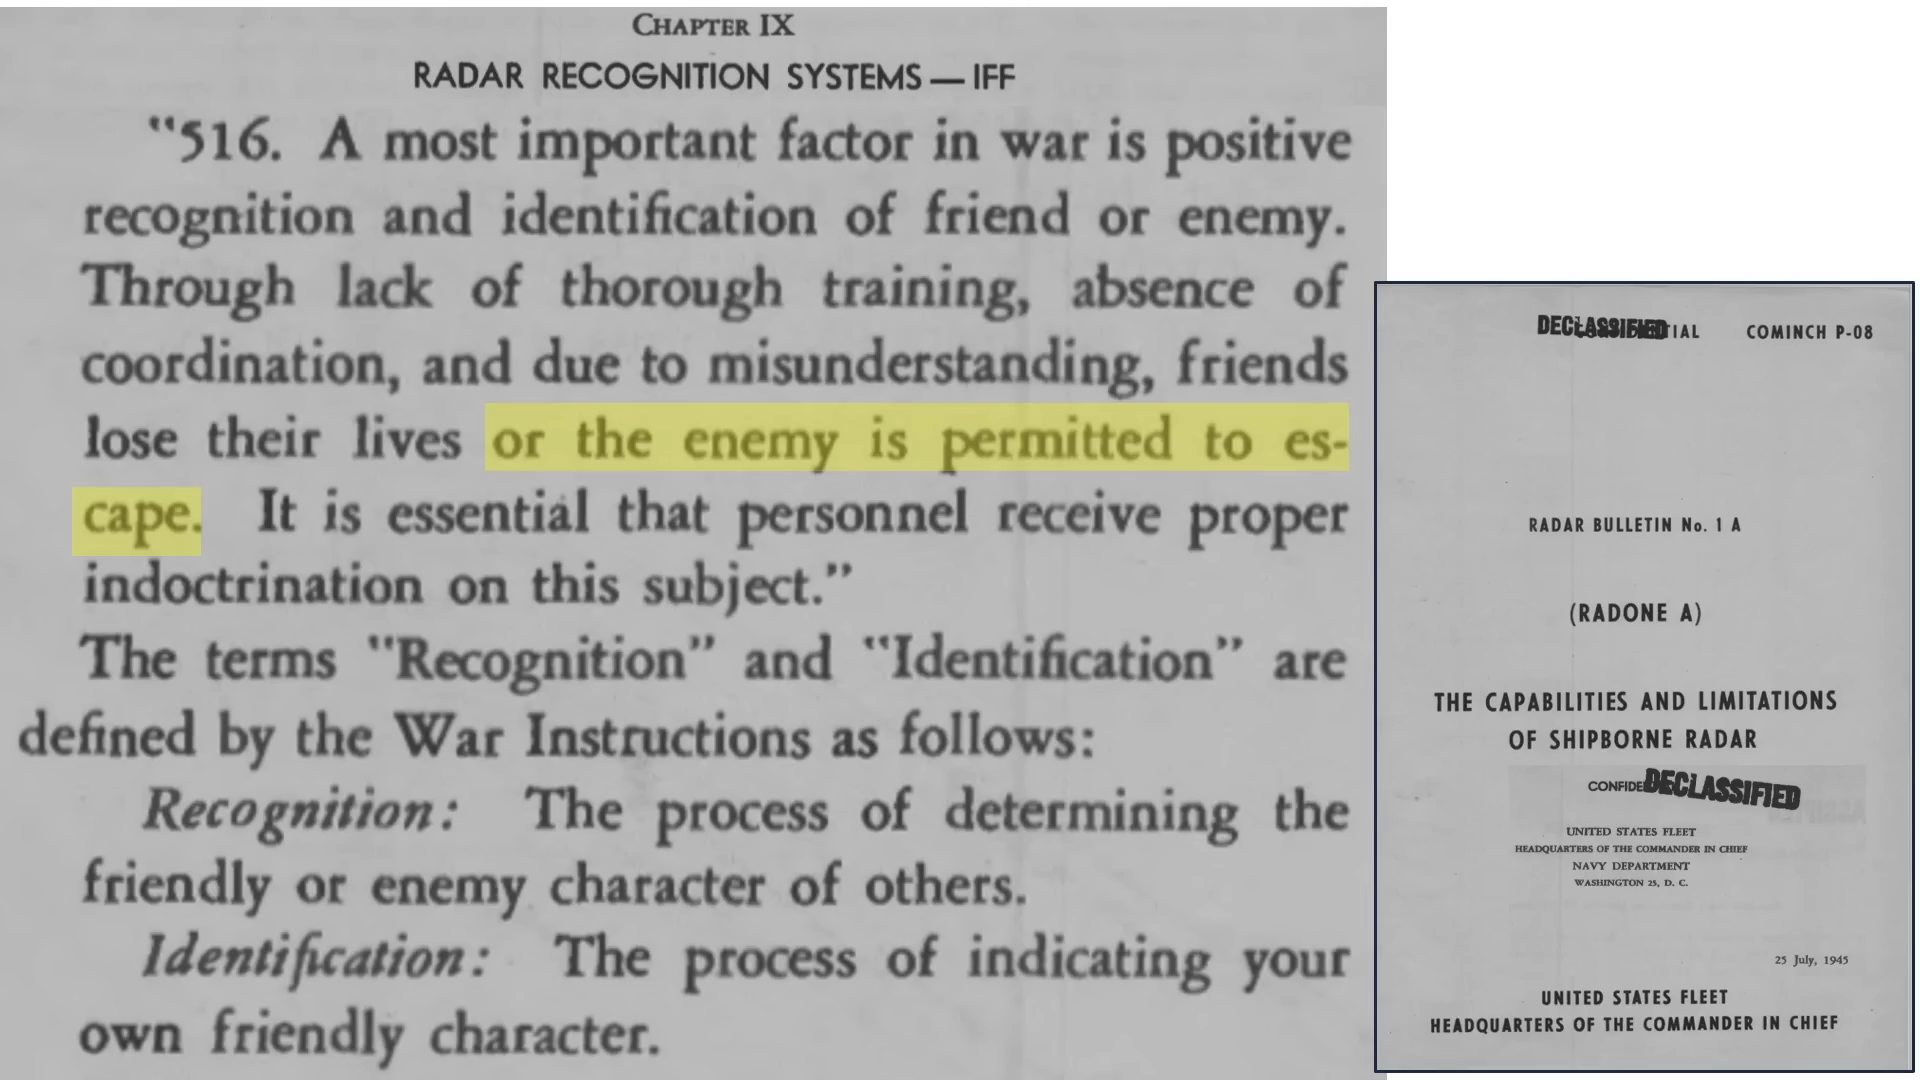 CHAPTER IX
RADAR RECOGNITION SYSTEMS — IFF
"516. A most important factor in war is positive
recognition and identification of friend or enemy.
Through lack of thorough training, absence of
coordination, and due to misunderstanding, friends
lose their lives or the enemy is permitted to es-
cape. It is essential that personnel receive proper
indoctrination on this subject."
The terms "Recognition" and "Identification" are
defined by the War Instructions as follows:
Recognition: The process of determining the
friendly or enemy character of others.
Identification: The process of indicating your
own friendly character.
DECLASSIFIED COMINCH P-08
RADAR BULLETIN No. 1 A
(RADONE A)
THE CAPABILITIES AND LIMITATIONS
OF SHIPBORNE RADAR
DECLASSIFIED
UNITED STATES FLEET
HEADQUARTERS OF THE COMMANDER IN CHIEF
NAVY DEPARTMENT
WASHINGTON 25, D. C.
25 July, 1945
UNITED STATES FLEET
HEADQUARTERS OF THE COMMANDER IN CHIEF